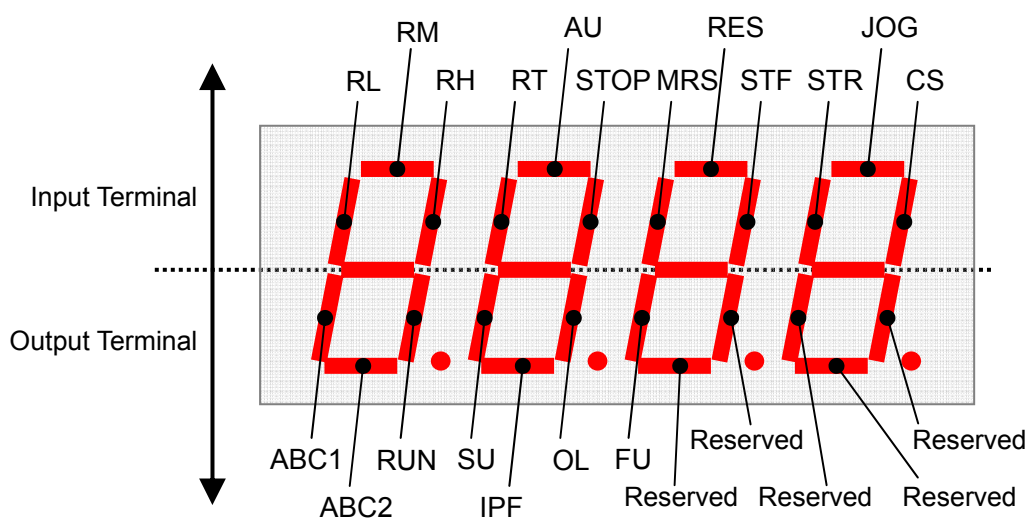 RM AU RES JOG
RL RH RT STOP MRS STF STR CS
Input Terminal
Output Terminal
Reserved Reserved
ABC1 RUN SU OL FU
ABC2 IPF Reserved Reserved Reserved